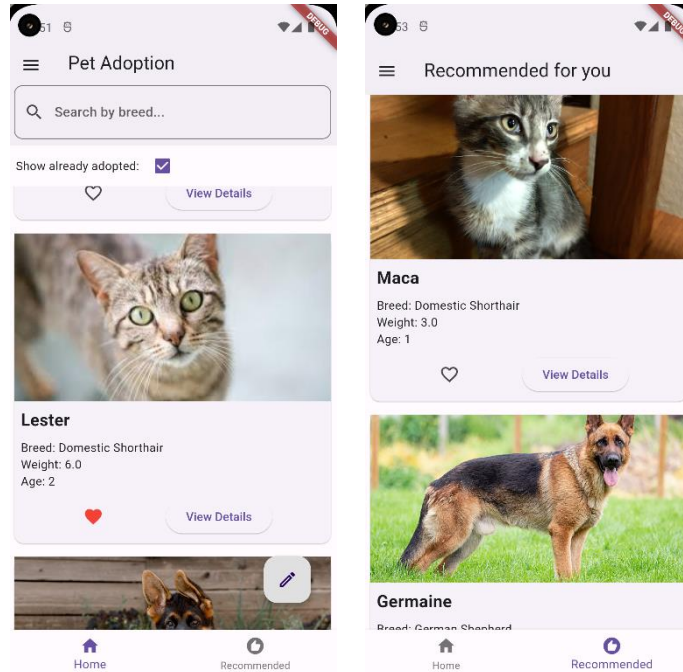 51
DEBUG
Pet Adoption
Search by breed...
Show already adopted:
View Details
Lester
Breed: Domestic Shorthair
Weight: 6.0
Age: 2
View Details
Home
Recommended
53
DEBUG
Recommended for you
Maca
Breed: Domestic Shorthair
Weight: 3.0
Age: 1
View Details
Germaine
Breed: German Shepherd
Home
Recommended